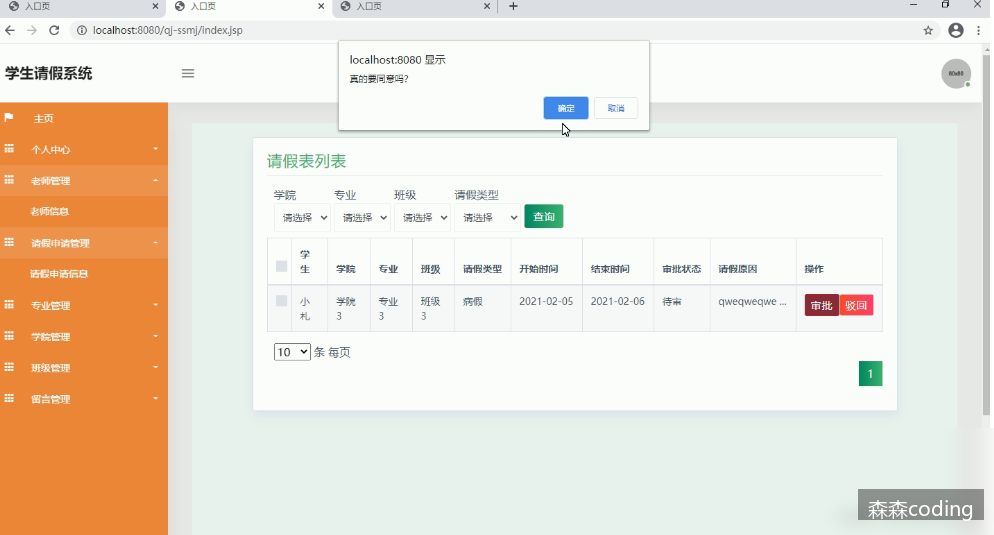 入口页
入口页
入口页
localhost:8080/qj-ssmj/index.jsp
学生请假系统
localhost:8080 显示
真的要同意吗?
确定
取消
80x80
主页
个人中心
老师管理
老师信息
请假申请管理
请假申请信息
专业管理
学院管理
班级管理
留言管理
请假表列表
学院 专业 班级 请假类型
请选择 请选择 请选择 请选择 查询
学生 学院 专业 班级 请假类型 开始时间 结束时间 审批状态 请假原因 操作
小札 学院3 专业3 班级3 病假 2021-02-05 2021-02-06 待审 qweqweqwe ... 审批 驳回
10 条 每页
1
森森coding